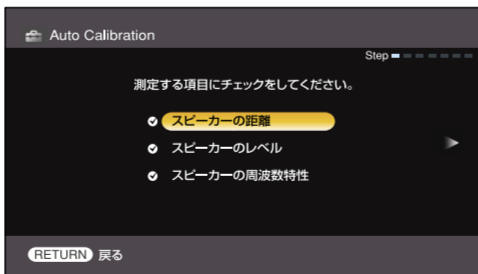 Auto Calibration
Step
測定する項目にチェックをしてください。
スピーカーの距離
スピーカーのレベル
スピーカーの周波数特性
RETURN 戻る